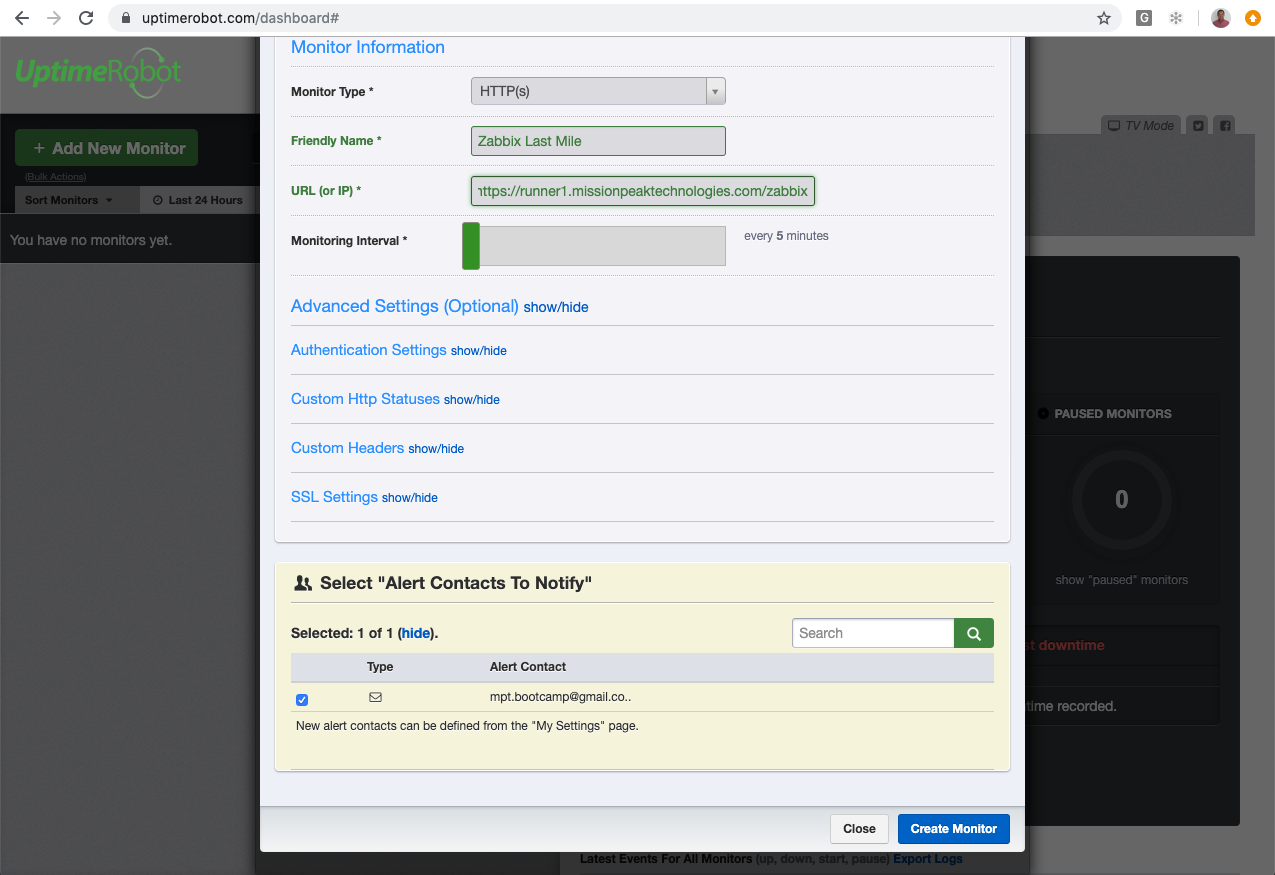 uptimerobot.com/dashboard#
G
Monitor Information
UptimeRobot
Monitor Type *
HTTP(s)
TV Mode
Friendly Name *
Zabbix Last Mile
+ Add New Monitor
(Bulk Actions)
URL (or IP) *
https://runner1.missionpeaktechnologies.com/zabbix
Sort Monitors
Last 24 Hours
You have no monitors yet.
Monitoring Interval *
every 5 minutes
Advanced Settings (Optional) show/hide
Authentication Settings show/hide
Custom Http Statuses show/hide
PAUSED MONITORS
Custom Headers show/hide
0
SSL Settings show/hide
show "paused" monitors
Select "Alert Contacts To Notify"
Selected: 1 of 1 (hide).
Search
st downtime
Type
Alert Contact
mpt.bootcamp@gmail.co..
time recorded.
New alert contacts can be defined from the "My Settings" page.
Close
Create Monitor
Latest Events For All Monitors (up, down, start, pause) Export Logs